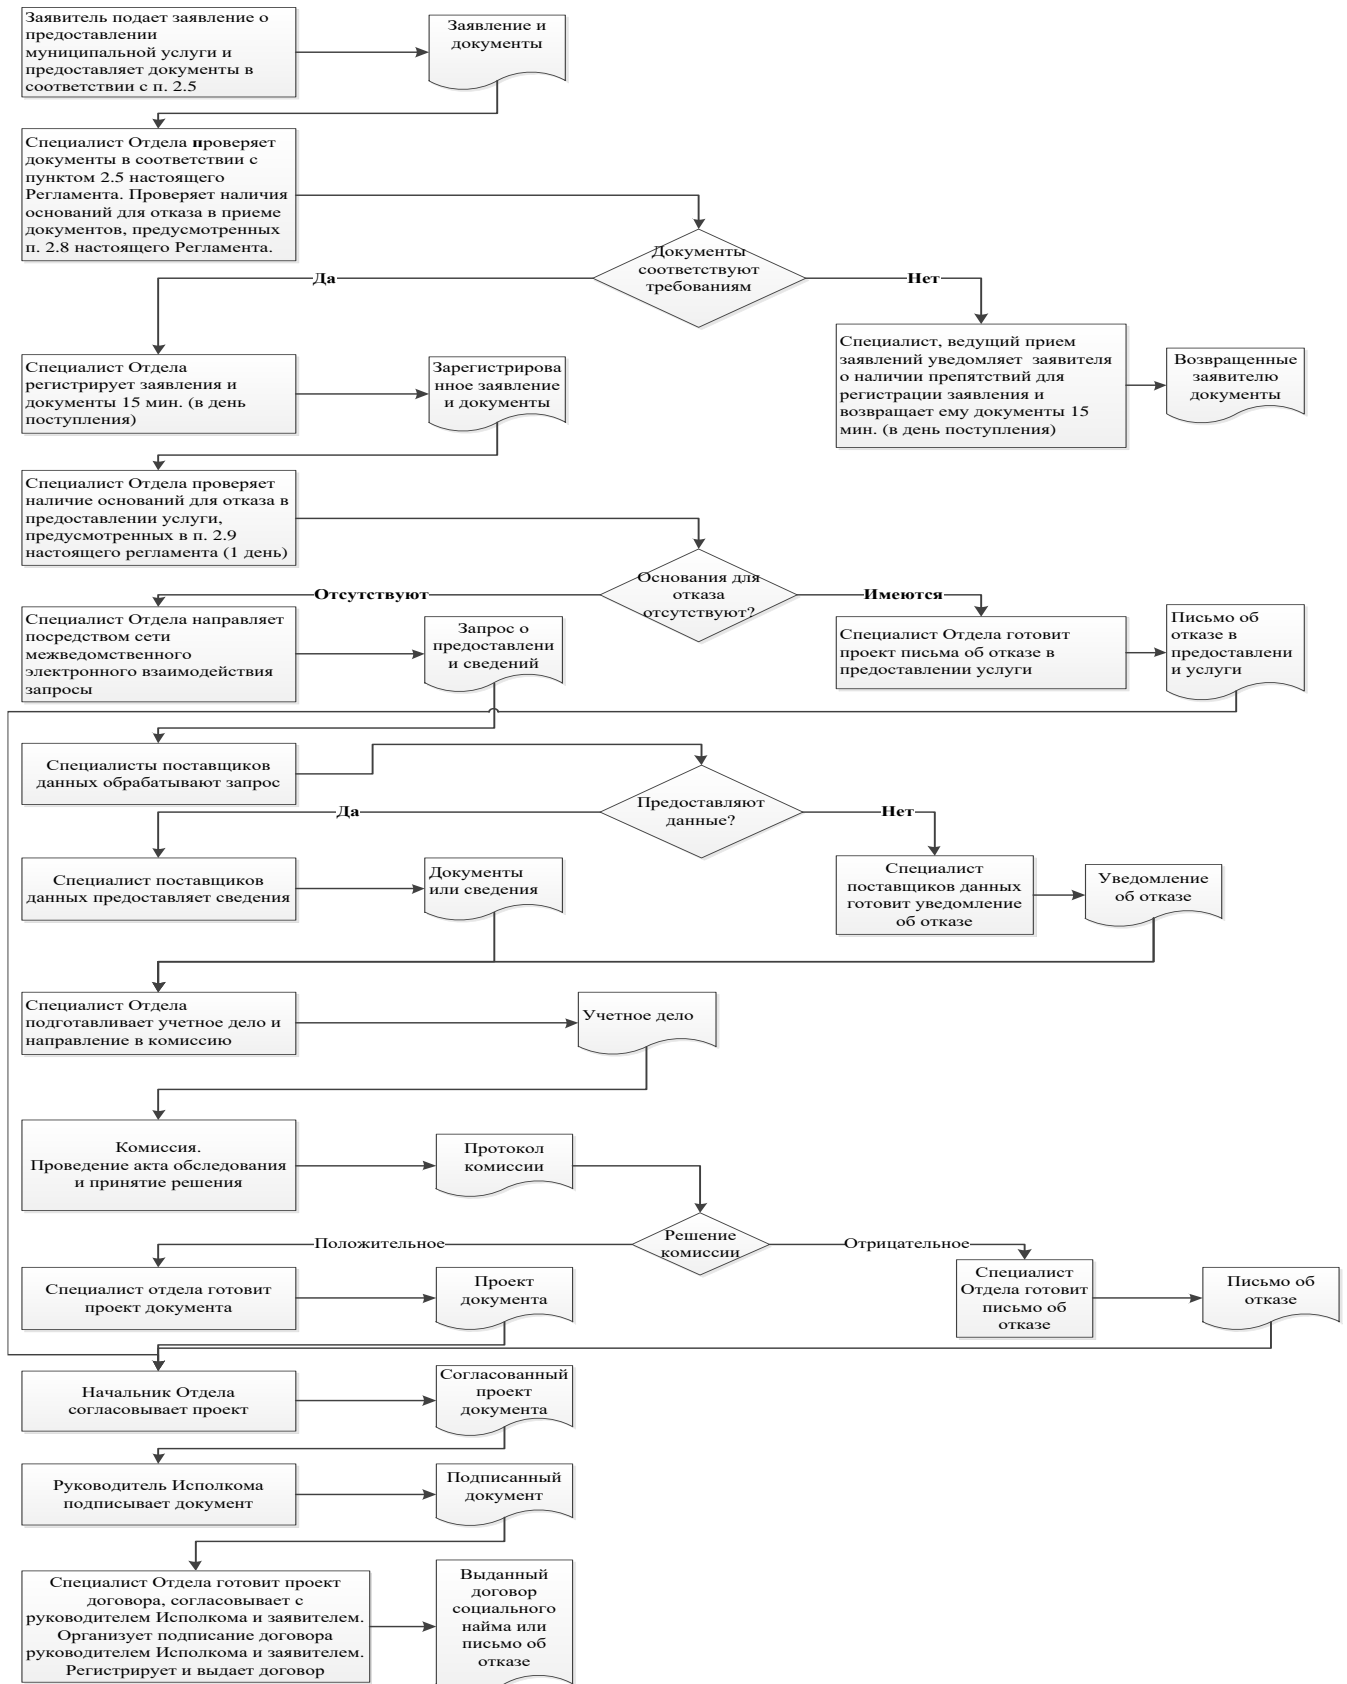 Заявитель подает заявление о
предоставлении
муниципальной услуги и
предоставляет документы в
соответствии с п. 2.5
Заявление и
документы
Специалист Отдела проверяет
документы в соответствии с
пунктом 2.5 настоящего
Регламента. Проверяет наличия
оснований для отказа в приеме
документов, предусмотренных
п. 2.8 настоящего Регламента.
Документы
соответствуют
требованиям
Да
Нет
Специалист Отдела
регистрирует заявления и
документы 15 мин. (в день
поступления)
Зарегистрирова
нное заявление
и документы
Специалист, ведущий прием
заявлений уведомляет заявителя
о наличии препятствий для
регистрации заявления и
возвращает ему документы 15
мин. (в день поступления)
Возвращенные
заявителю
документы
Специалист Отдела проверяет
наличие оснований для отказа в
предоставлении услуги,
предусмотренных в п. 2.9
настоящего регламента (1 день)
Основания для
отказа
отсутствуют?
Отсутствуют
Имеются
Специалист Отдела направляет
посредством сети
межведомственного
электронного взаимодействия
запросы
Запрос о
предоставлени
и сведений
Специалист Отдела готовит
проект письма об отказе в
предоставлении услуги
Письмо об
отказе в
предоставлени
и услуги
Специалисты поставщиков
данных обрабатывают запрос
Предоставляют
данные?
Да
Нет
Специалист поставщиков
данных предоставляет сведения
Документы
или сведения
Специалист
поставщиков данных
готовит уведомление
об отказе
Уведомление
об отказе
Специалист Отдела
подготавливает учетное дело и
направление в комиссию
Учетное дело
Комиссия.
Проведение акта обследования
и принятие решения
Протокол
комиссии
Решение
комиссии
Положительное
Отрицательное
Специалист отдела готовит
проект документа
Проект
документа
Специалист
Отдела готовит
письмо об
отказе
Письмо об
отказе
Начальник Отдела
согласовывает проект
Согласованный
проект
документа
Руководитель Исполкома
подписывает документ
Подписанный
документ
Специалист Отдела готовит проект
договора, согласовывает с
руководителем Исполкома и заявителем.
Организует подписание договора
руководителем Исполкома и заявителем.
Регистрирует и выдает договор
Выданный
договор
социального
найма или
письмо об
отказе